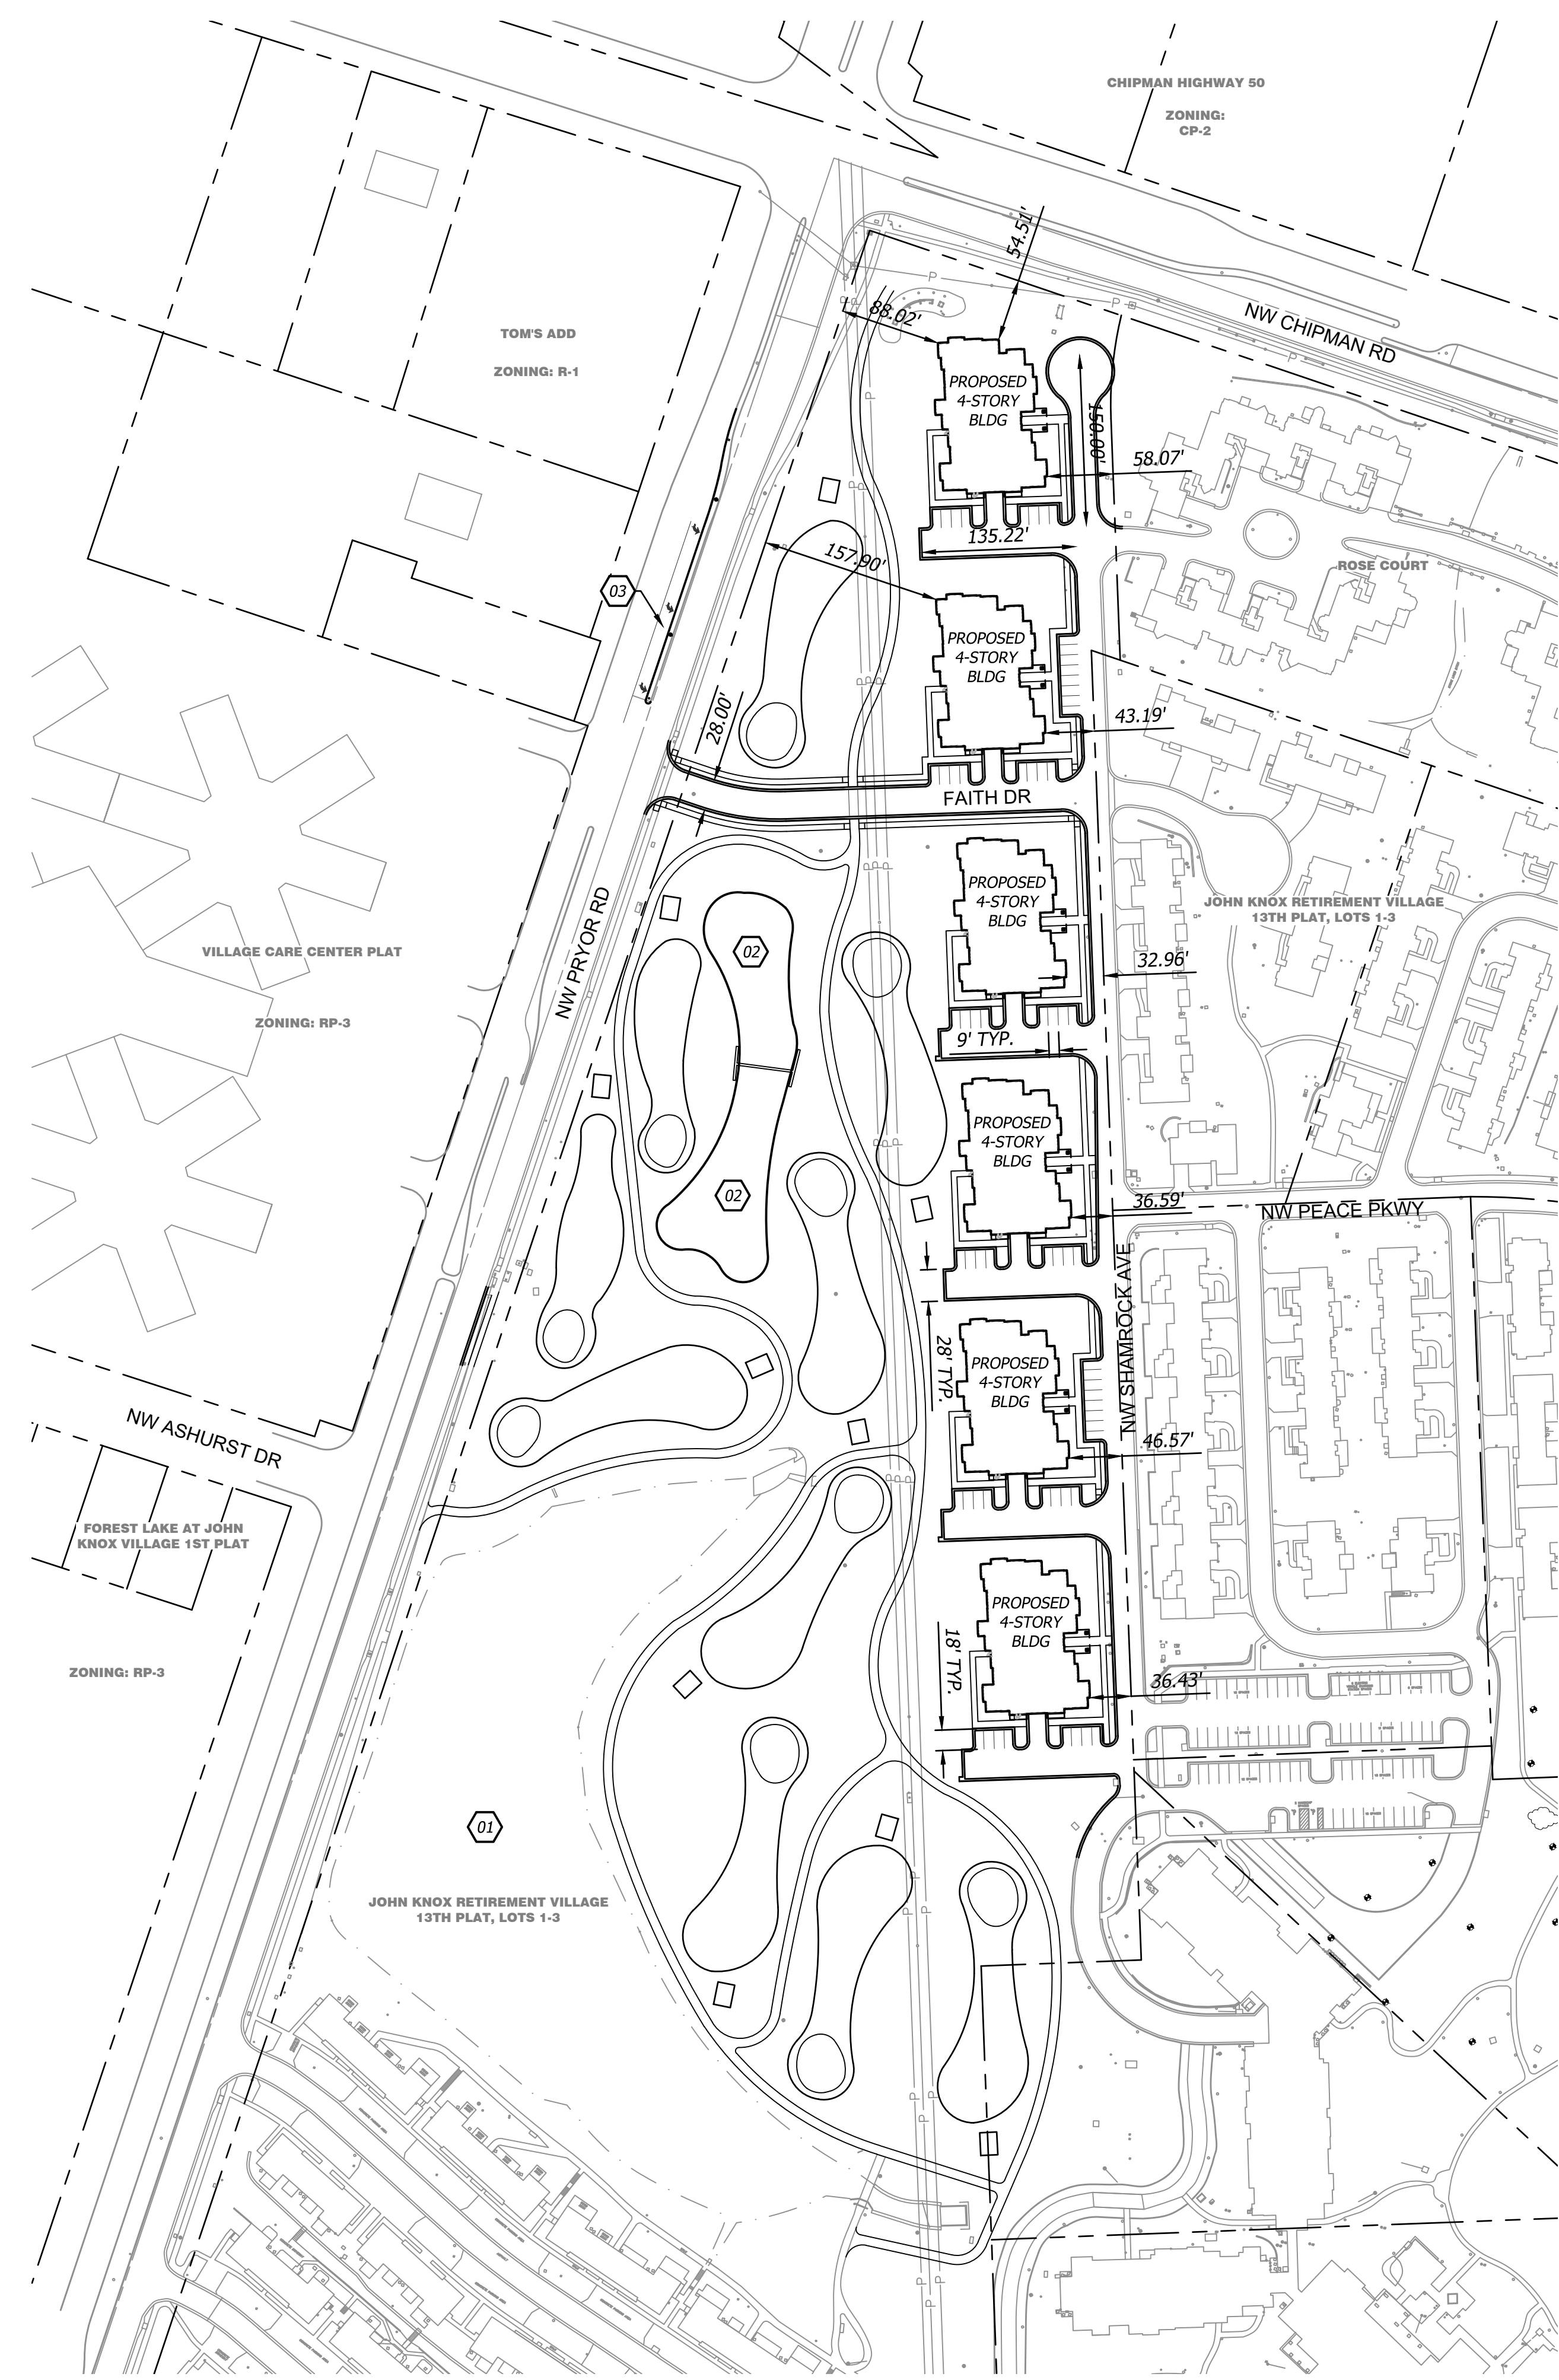 CHIPMAN HIGHWAY 50
ZONING:
CP-2
54.51'
88.02'
NW CHIPMAN RD
P
P
P
TOM'S ADD
ZONING: R-1
PROPOSED
4-STORY
BLDG
150.00'
58.07'
135.22'
157.90'
ROSE COURT
03
PROPOSED
4-STORY
BLDG
28.00'
43.19'
FAITH DR
PROPOSED
4-STORY
BLDG
JOHN KNOX RETIREMENT VILLAGE
13TH PLAT, LOTS 1-3
NW PRYOR RD
02
VILLAGE CARE CENTER PLAT
32.96'
ZONING: RP-3
9' TYP.
PROPOSED
4-STORY
BLDG
02
36.59'
NW PEACE PKWY
NW SHAMROCK AVE
28' TYP.
PROPOSED
4-STORY
BLDG
NW ASHURST DR
46.57'
FOREST LAKE AT JOHN
KNOX VILLAGE 1ST PLAT
PROPOSED
4-STORY
BLDG
18' TYP.
ZONING: RP-3
36.43'
01
JOHN KNOX RETIREMENT VILLAGE
13TH PLAT, LOTS 1-3